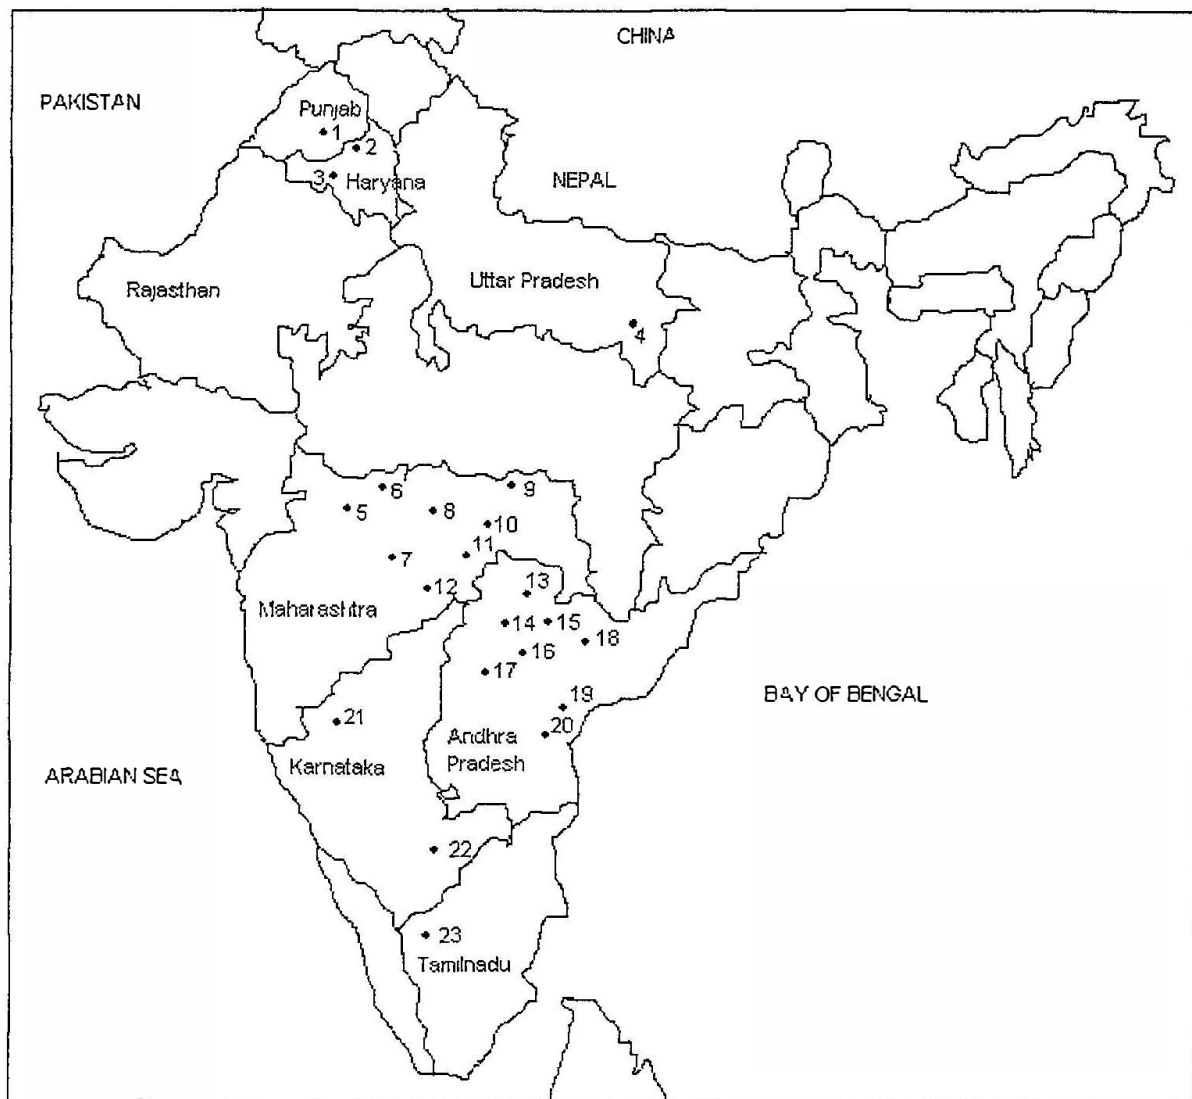 CHINA
PAKISTAN
Punjab
1
2
3
Haryana
NEPAL
Rajasthan
Uttar Pradesh
4
5
6
8
9
10
7
11
12
13
Maharashtra
14
15
18
16
17
19
BAY OF BENGAL
21
20
Andhra
Pradesh
Karnataka
ARABIAN SEA
22
23
Tamilnadu